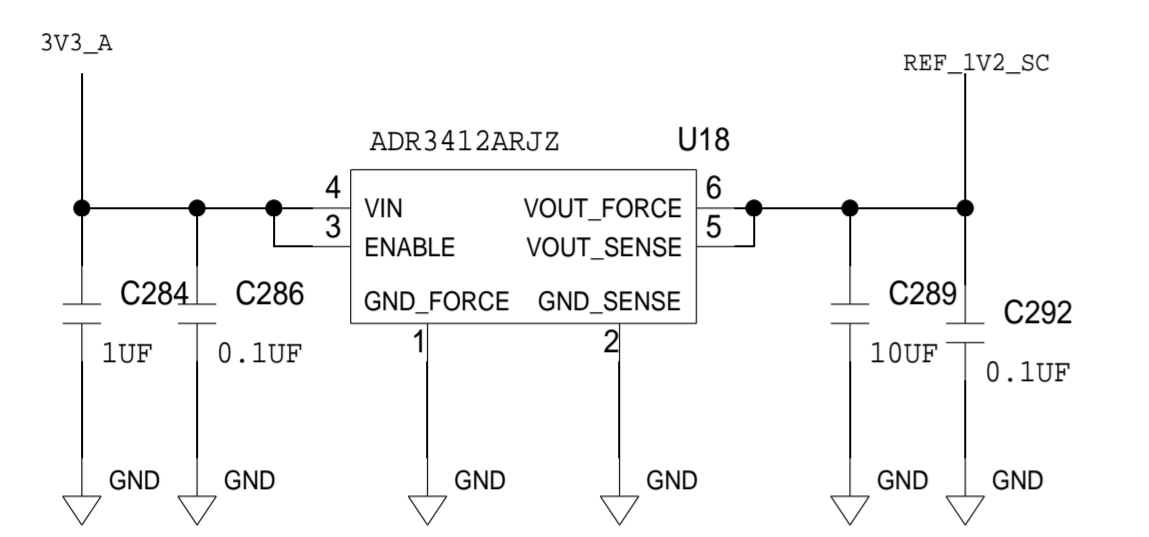 3V3_A
REF_1V2_SC
ADR3412ARJZ
U18
4
VIN
VOUT_FORCE
6
3
ENABLE
VOUT_SENSE
5
GND_FORCE
GND_SENSE
1
2
C284
1UF
C286
0.1UF
C289
10UF
C292
0.1UF
GND
GND
GND
GND
GND
GND